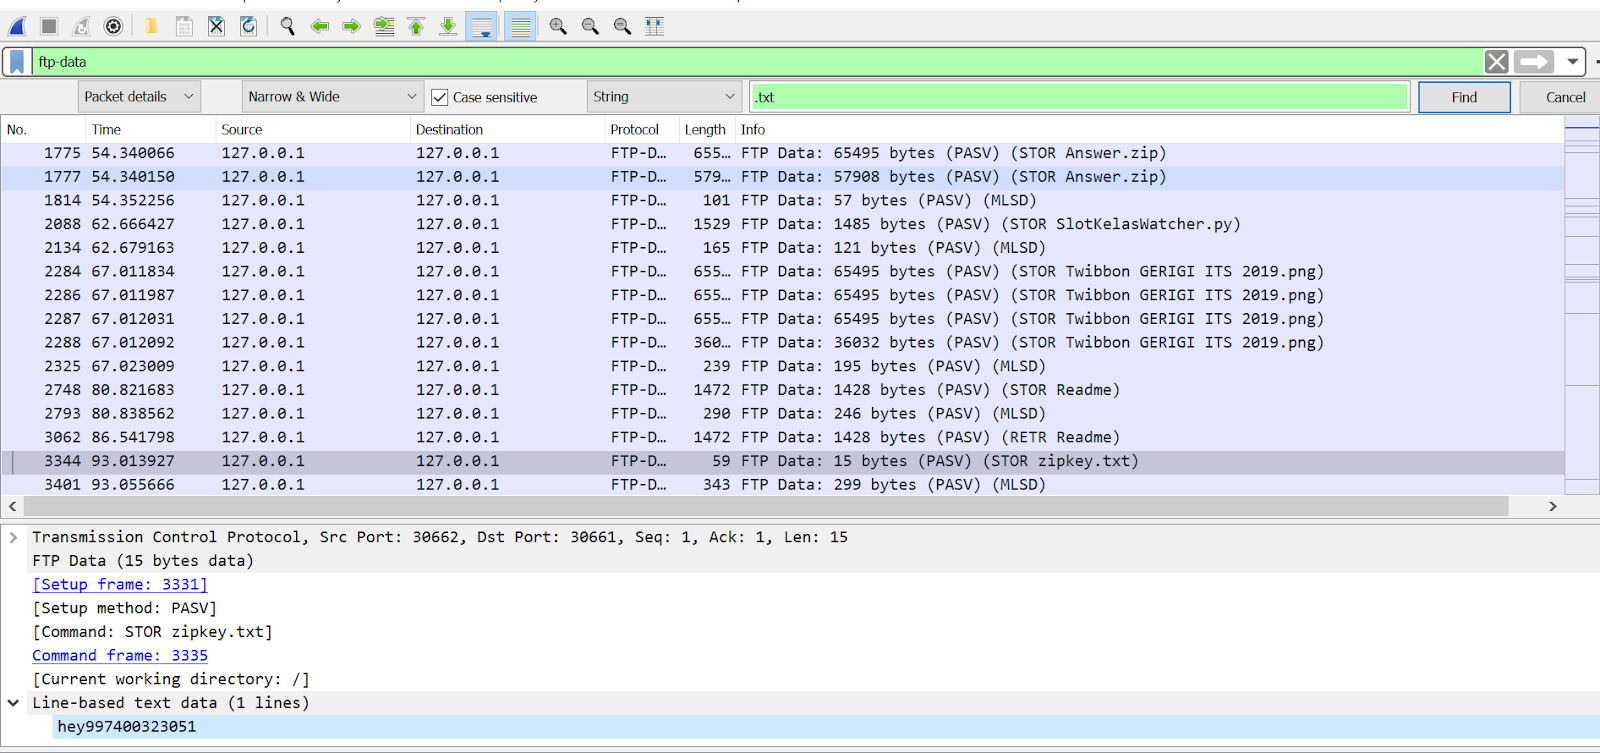 ftp-data
Packet details Narrow & Wide Case sensitive String .txt Find Cancel
No. Time Source Destination Protocol Length Info
1775 54.340066 127.0.0.1 127.0.0.1 FTP-D… 655… FTP Data: 65495 bytes (PASV) (STOR Answer.zip)
1777 54.340150 127.0.0.1 127.0.0.1 FTP-D… 579… FTP Data: 57908 bytes (PASV) (STOR Answer.zip)
1814 54.352256 127.0.0.1 127.0.0.1 FTP-D… 101 FTP Data: 57 bytes (PASV) (MLSD)
2088 62.666427 127.0.0.1 127.0.0.1 FTP-D… 1529 FTP Data: 1485 bytes (PASV) (STOR SlotKelasWatcher.py)
2134 62.679163 127.0.0.1 127.0.0.1 FTP-D… 165 FTP Data: 121 bytes (PASV) (MLSD)
2284 67.011834 127.0.0.1 127.0.0.1 FTP-D… 655… FTP Data: 65495 bytes (PASV) (STOR Twibbon GERIGI ITS 2019.png)
2286 67.011987 127.0.0.1 127.0.0.1 FTP-D… 655… FTP Data: 65495 bytes (PASV) (STOR Twibbon GERIGI ITS 2019.png)
2287 67.012031 127.0.0.1 127.0.0.1 FTP-D… 655… FTP Data: 65495 bytes (PASV) (STOR Twibbon GERIGI ITS 2019.png)
2288 67.012092 127.0.0.1 127.0.0.1 FTP-D… 360… FTP Data: 36032 bytes (PASV) (STOR Twibbon GERIGI ITS 2019.png)
2325 67.023009 127.0.0.1 127.0.0.1 FTP-D… 239 FTP Data: 195 bytes (PASV) (MLSD)
2748 80.821683 127.0.0.1 127.0.0.1 FTP-D… 1472 FTP Data: 1428 bytes (PASV) (STOR Readme)
2793 80.838562 127.0.0.1 127.0.0.1 FTP-D… 290 FTP Data: 246 bytes (PASV) (MLSD)
3062 86.541798 127.0.0.1 127.0.0.1 FTP-D… 1472 FTP Data: 1428 bytes (PASV) (RETR Readme)
3344 93.013927 127.0.0.1 127.0.0.1 FTP-D… 59 FTP Data: 15 bytes (PASV) (STOR zipkey.txt)
3401 93.055666 127.0.0.1 127.0.0.1 FTP-D… 343 FTP Data: 299 bytes (PASV) (MLSD)
Transmission Control Protocol, Src Port: 30662, Dst Port: 30661, Seq: 1, Ack: 1, Len: 15
FTP Data (15 bytes data)
[Setup frame: 3331]
[Setup method: PASV]
[Command: STOR zipkey.txt]
Command frame: 3335
[Current working directory: /]
Line-based text data (1 lines)
hey997400323051